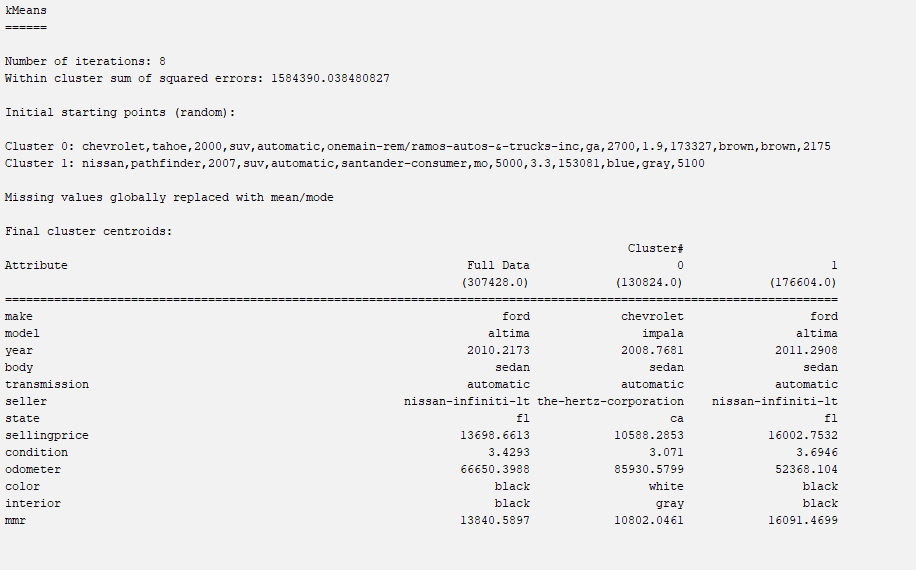 kMeans
======
Number of iterations: 8
Within cluster sum of squared errors: 1584390.038480827
Initial starting points (random):
Cluster 0: chevrolet,tahoe,2000,suv,automatic,onemain-rem/ramos-autos-&-trucks-inc,ga,2700,1.9,173327,brown,brown,2175
Cluster 1: nissan,pathfinder,2007,suv,automatic,santander-consumer,mo,5000,3.3,153081,blue,gray,5100
Missing values globally replaced with mean/mode
Final cluster centroids:
Cluster#
Attribute Full Data 0 1
(307428.0) (130824.0) (176604.0)
=======================================================================================================================
make ford chevrolet ford
model altima impala altima
year 2010.2173 2008.7681 2011.2908
body sedan sedan sedan
transmission automatic automatic automatic
seller nissan-infiniti-lt the-hertz-corporation nissan-infiniti-lt
state fl ca fl
sellingprice 13698.6613 10588.2853 16002.7532
condition 3.4293 3.071 3.6946
odometer 66650.3988 85930.5799 52368.104
color black white black
interior black gray black
mmr 13840.5897 10802.0461 16091.4699